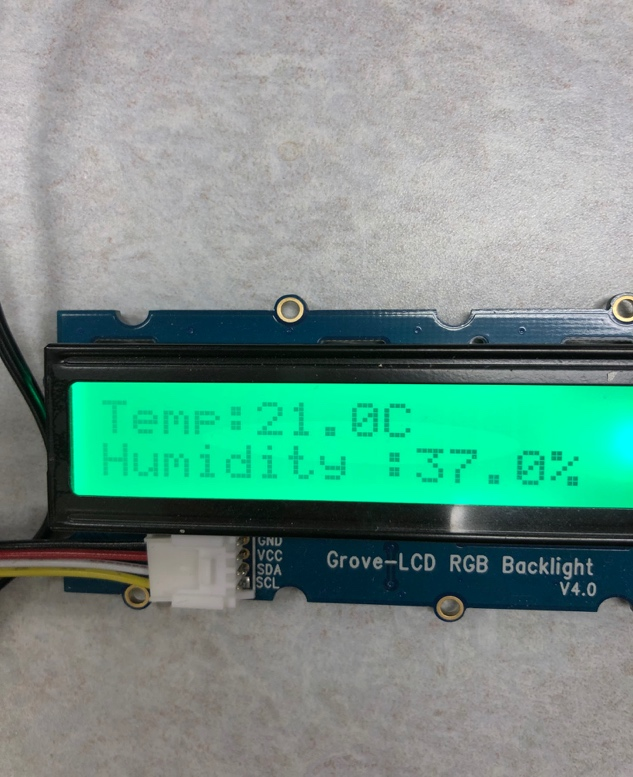 Temp:21.0C
Humidity :37.0%
GND
VCC
SDA
SCL
Grove-LCD RGB Backlight
V4.0